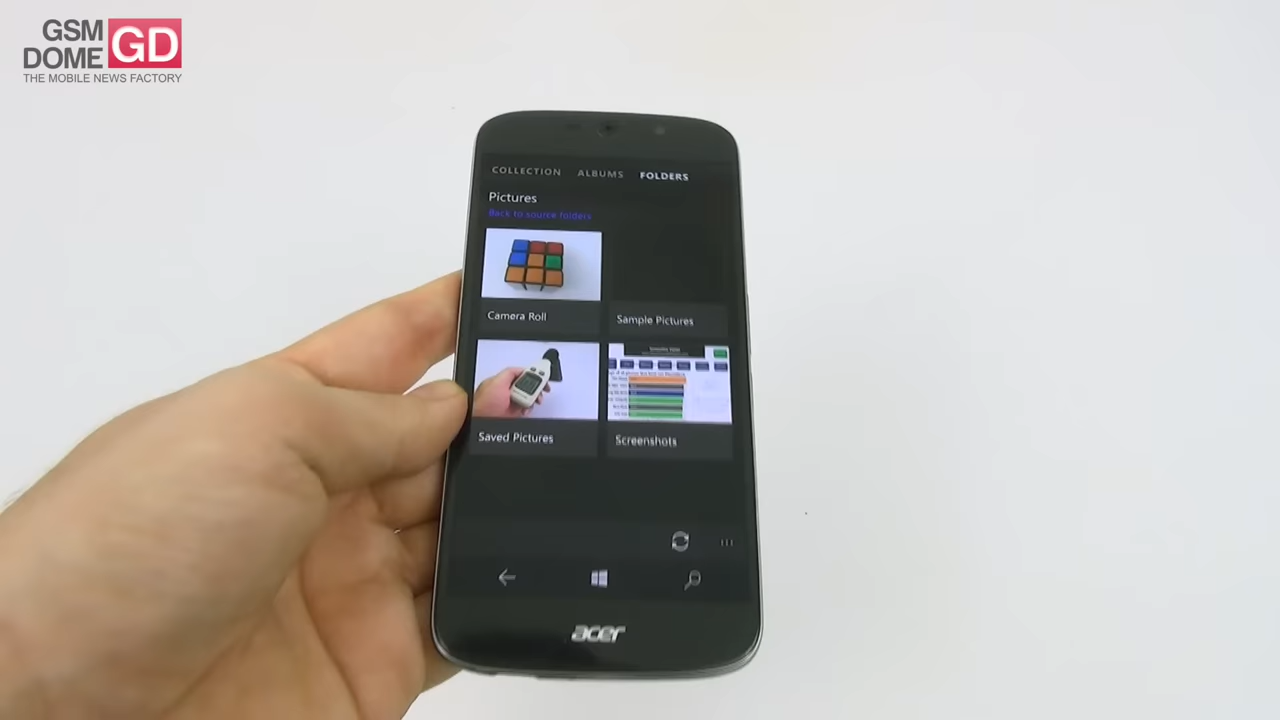 GSM
DOME GD
THE MOBILE NEWS FACTORY
COLLECTION ALBUMS FOLDERS
Pictures
Back to source folders
Camera Roll
Sample Pictures
Saved Pictures
Screenshots
acer